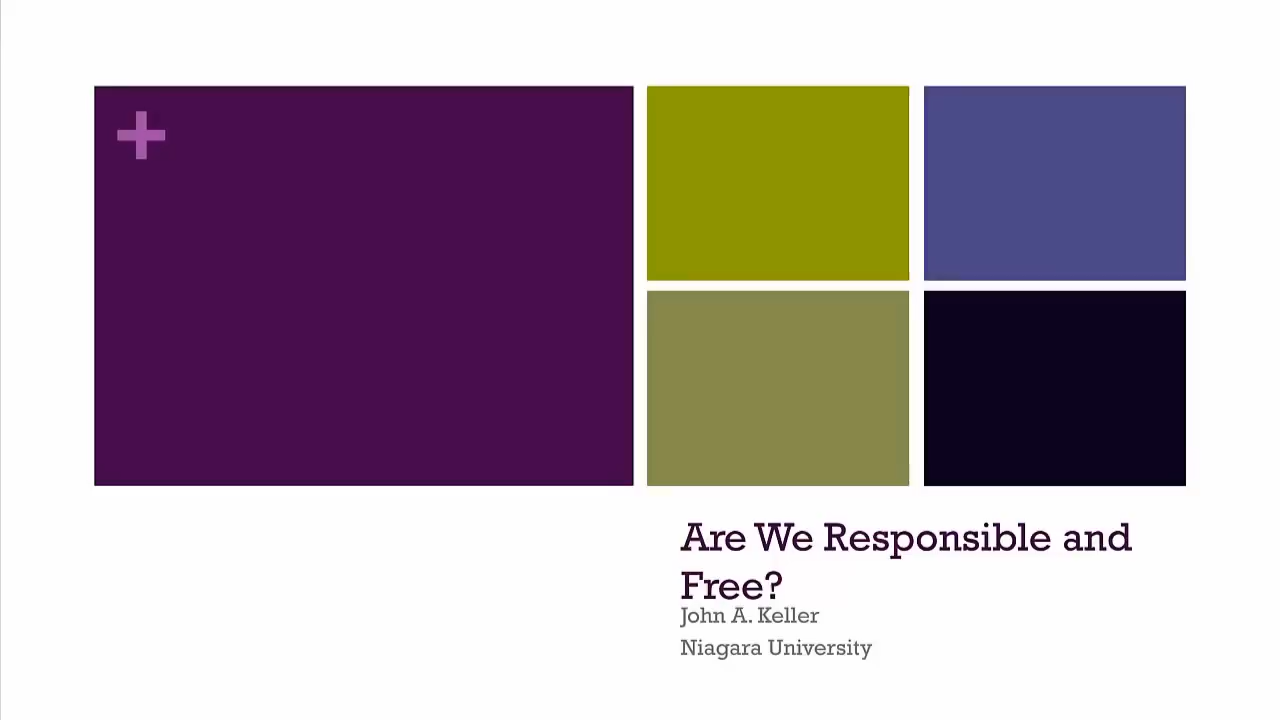 +
Are We Responsible and
Free?
John A. Keller
Niagara University